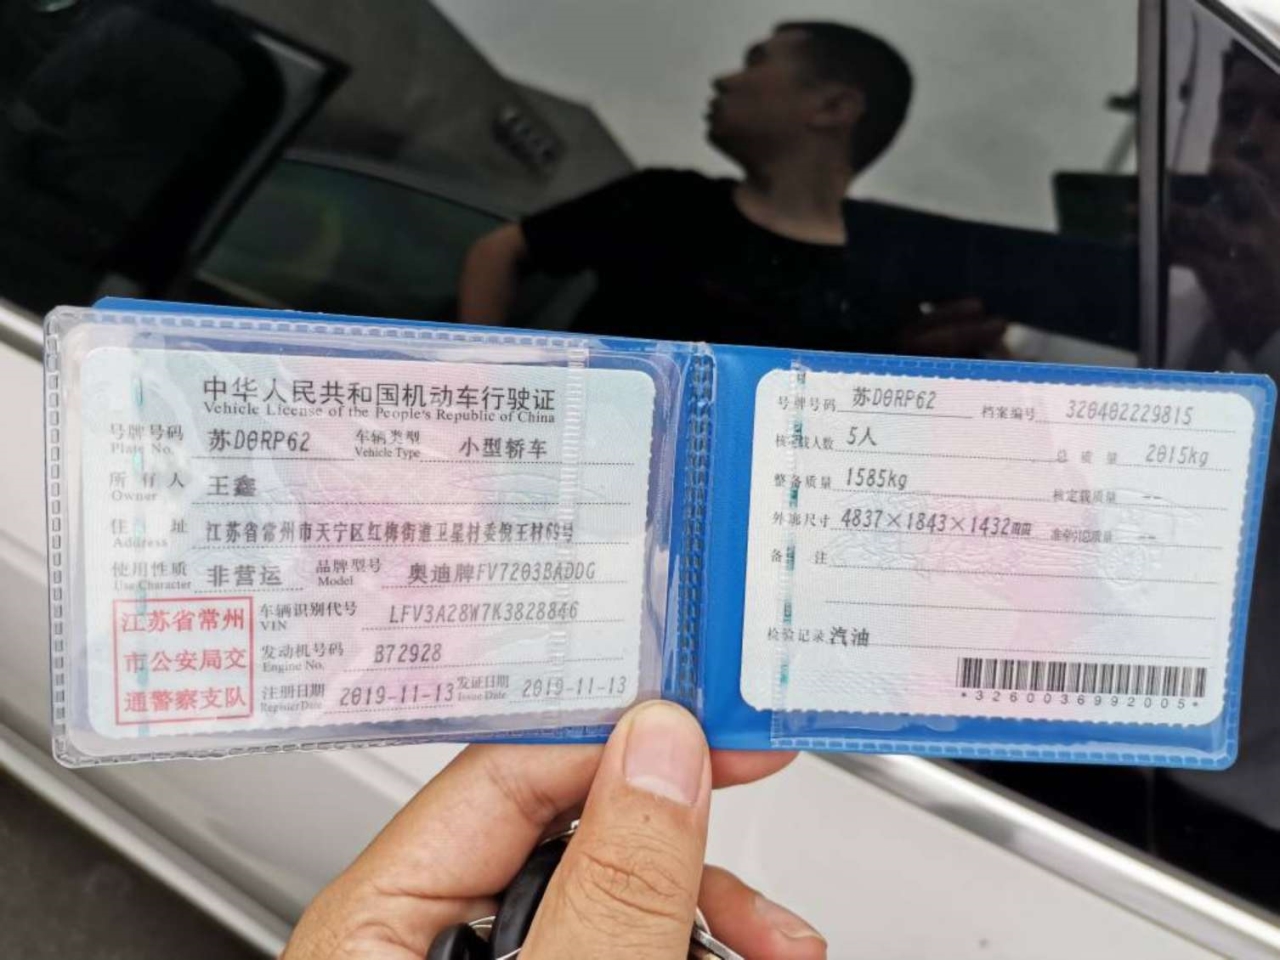 中华人民共和国机动车行驶证
Vehicle License of the People's Republic of China
号牌号码 苏D0RP62 车辆类型 小型轿车
Plate No. Vehicle Type
所有人 王鑫
Owner
住址 江苏省常州市天宁区红梅街道卫星村委倪王村69号
Address
使用性质 非营运 品牌型号 奥迪牌FV7203BADDG
Use Character Model
江苏省常州
市公安局交
通警察支队
车辆识别代号 LFV3A28W7K3828846
VIN
发动机号码 B72928
Engine No.
注册日期 2019-11-13 发证日期 2019-11-13
Register Date Issue Date
号牌号码 苏D0RP62 档案编号 320402229815
核定载人数 5人 总质量 2015kg
整备质量 1585kg 核定载质量 --
外廓尺寸 4837×1843×1432mm 准牵引总质量 --
备注
检验记录 汽油
*3260036992005*